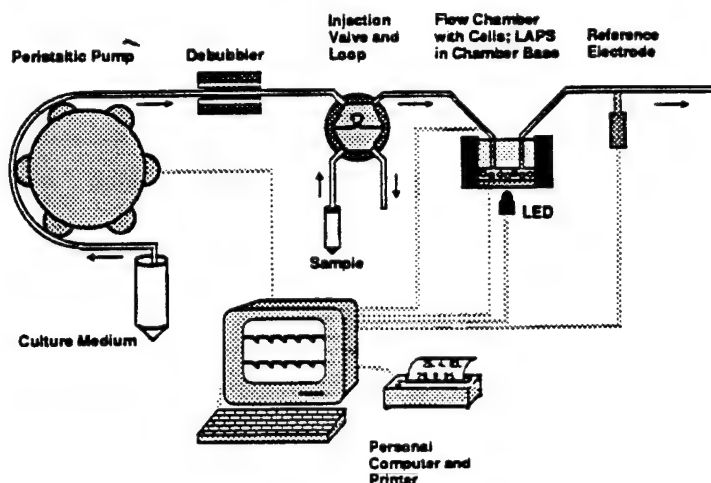 Peristaltic Pump
Debubbler
Injection
Valve and
Loop
Flow Chamber
with Cells; LAPS
in Chamber Base
Reference
Electrode
LED
Sample
Culture Medium
Personal
Computer and
Printer